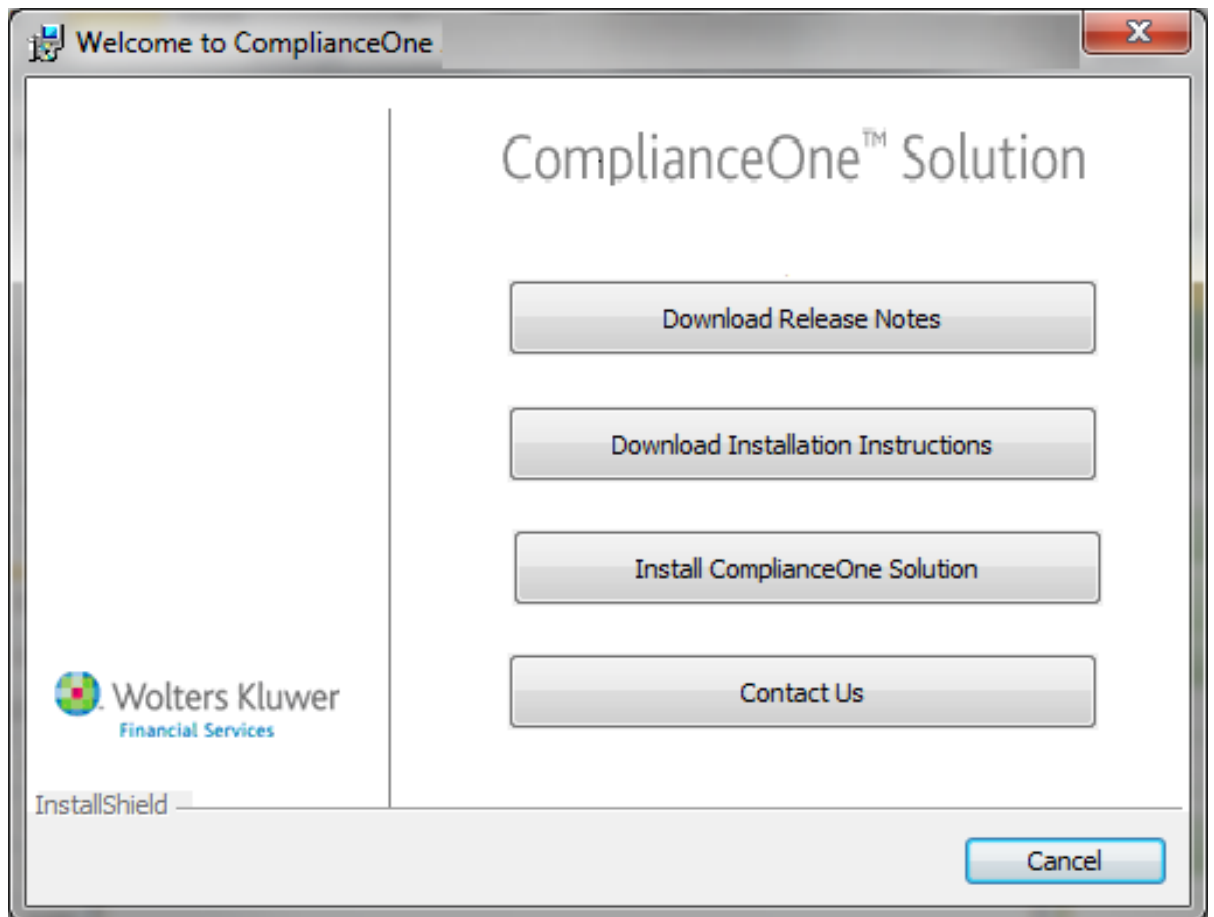 Welcome to ComplianceOne
ComplianceOne™ Solution
Download Release Notes
Download Installation Instructions
Install ComplianceOne Solution
Contact Us
Wolters Kluwer
Financial Services
InstallShield
Cancel